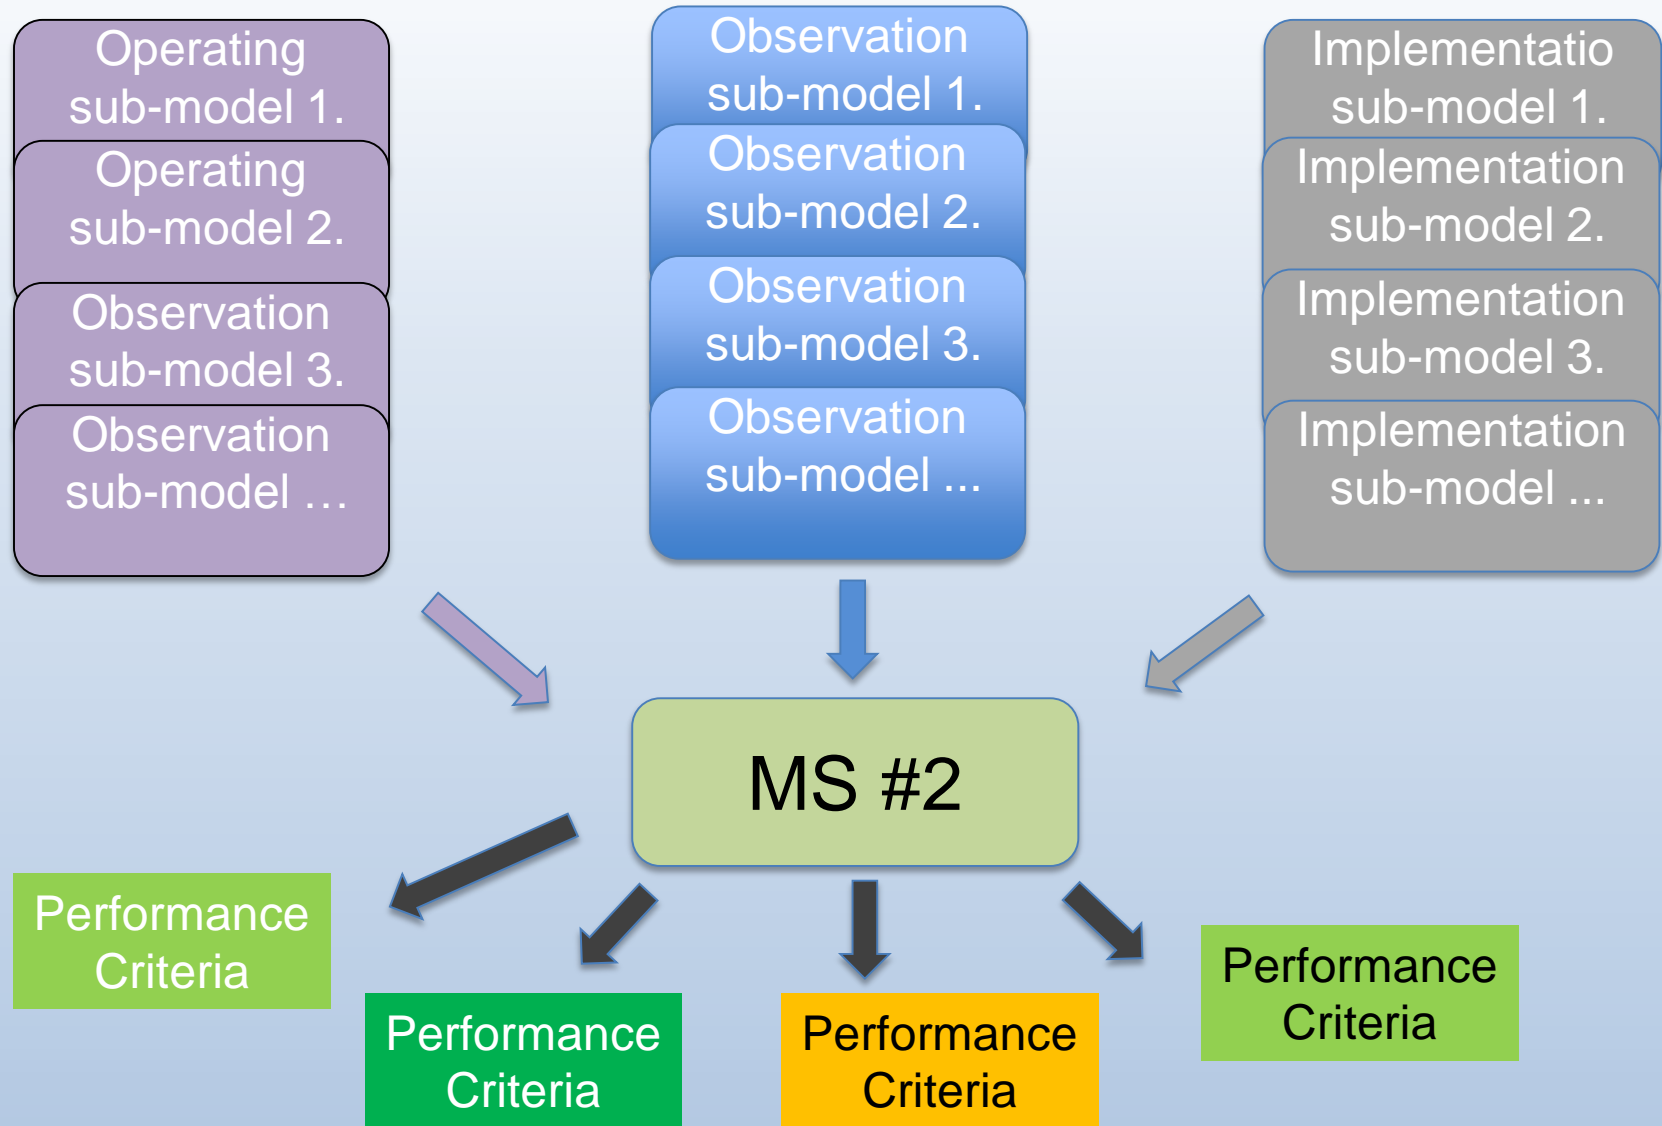 Operating
sub-model 1.
Operating
sub-model 2.
Observation
sub-model 3.
Observation
sub-model …
Observation
sub-model 1.
Observation
sub-model 2.
Observation
sub-model 3.
Observation
sub-model ...
Implementatio
sub-model 1.
Implementation
sub-model 2.
Implementation
sub-model 3.
Implementation
sub-model ...
MS #2
Performance
Criteria
Performance
Criteria
Performance
Criteria
Performance
Criteria